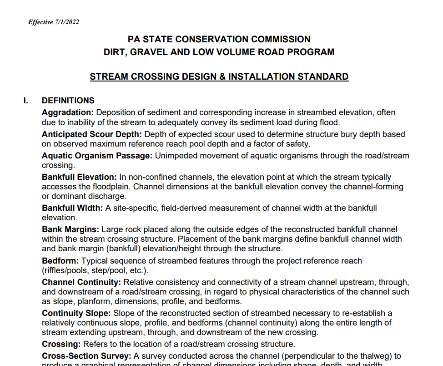 Effective 7/1/2022
PA STATE CONSERVATION COMMISSION
DIRT, GRAVEL AND LOW VOLUME ROAD PROGRAM
STREAM CROSSING DESIGN & INSTALLATION STANDARD
I. DEFINITIONS
Aggradation: Deposition of sediment and corresponding increase in streambed elevation, often
due to inability of the stream to adequately convey its sediment load during flood.
Anticipated Scour Depth: Depth of expected scour used to determine structure bury depth based
on observed maximum reference reach pool depth and a factor of safety.
Aquatic Organism Passage: Unimpeded movement of aquatic organisms through the road/stream
crossing.
Bankfull Elevation: In non-confined channels, the elevation point at which the stream typically
accesses the floodplain. Channel dimensions at the bankfull elevation convey the channel-forming
or dominant discharge.
Bankfull Width: A site-specific, field-derived measurement of channel width at the bankfull
elevation.
Bank Margins: Large rock placed along the outside edges of the reconstructed bankfull channel
within the stream crossing structure. Placement of the bank margins define bankfull channel width
and bank margin (bankfull) elevation/height through the structure.
Bedform: Typical sequence of streambed features through the project reference reach
(riffles/pools, step/pool, etc.).
Channel Continuity: Relative consistency and connectivity of a stream channel upstream, through,
and downstream of a road/stream crossing, in regard to physical characteristics of the channel such
as slope, planform, dimensions, profile, and bedforms.
Continuity Slope: Slope of the reconstructed section of streambed necessary to re-establish a
relatively continuous slope, profile, and bedforms (channel continuity) along the entire length of
stream extending upstream, through, and downstream of the new crossing.
Crossing: Refers to the location of a road/stream crossing structure.
Cross-Section Survey: A survey conducted across the channel (perpendicular to the thalweg) to
produce a graphical representation of channel dimensions including shape, depth, and width